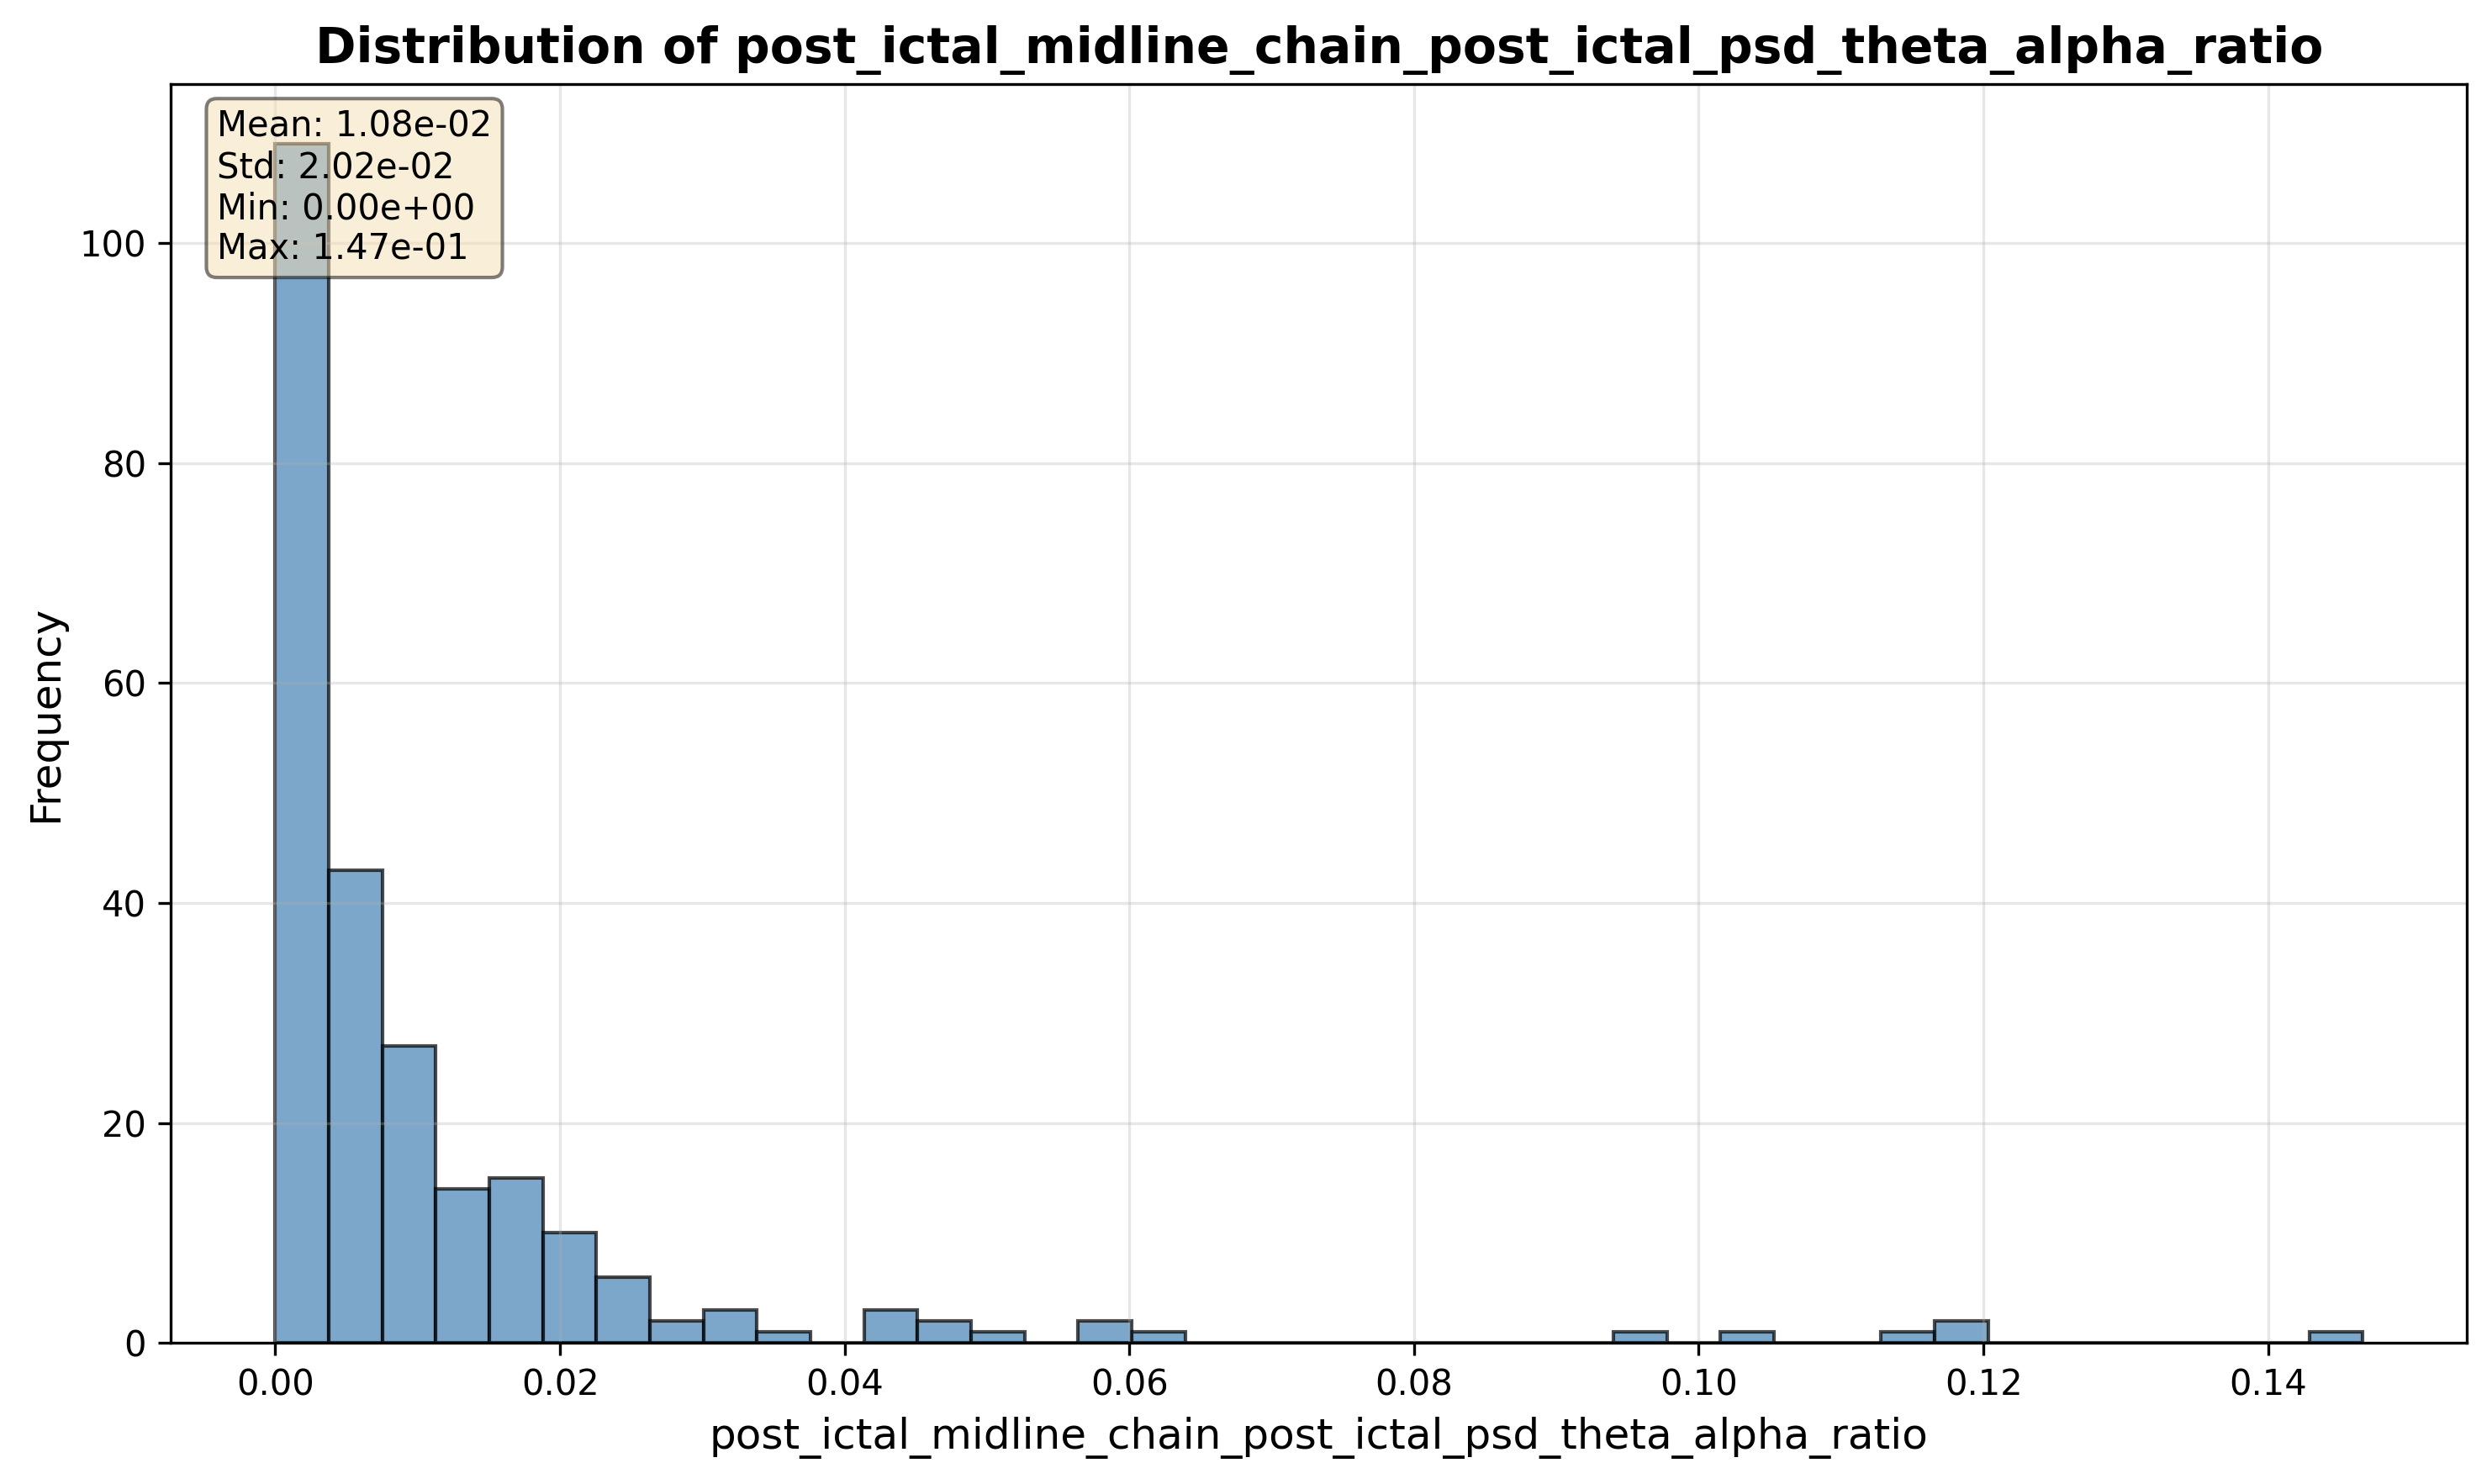 Distribution of post_ictal_midline_chain_post_ictal_psd_theta_alpha_ratio
Mean: 1.08e-02
Std: 2.02e-02
Min: 0.00e+00
Max: 1.47e-01
100
80
60
40
20
0
Frequency
0.00 0.02 0.04 0.06 0.08 0.10 0.12 0.14
post_ictal_midline_chain_post_ictal_psd_theta_alpha_ratio